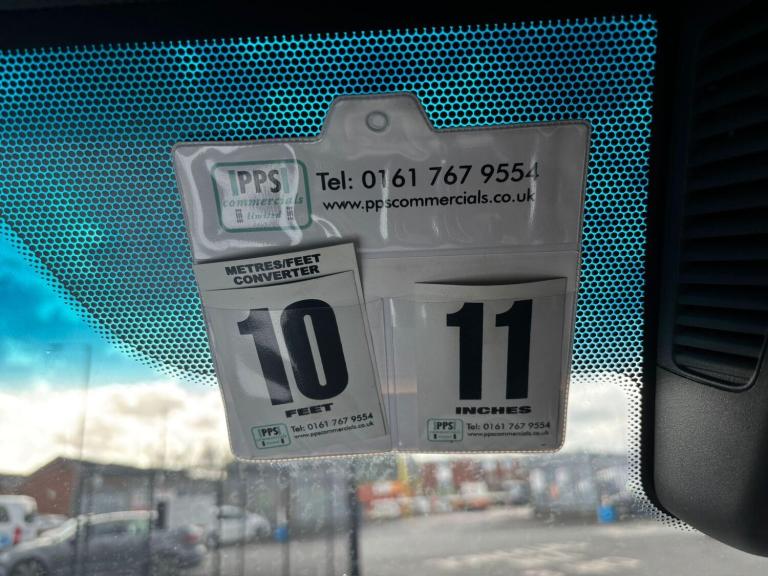 PPS
commercials
limited
Tel: 0161 767 9554
www.ppscommercials.co.uk
METRES/FEET
CONVERTER
10
FEET
PPS
Tel: 0161 767 9554
www.ppscommercials.co.uk
11
INCHES
PPS
Tel: 0161 767 9554
www.ppscommercials.co.uk